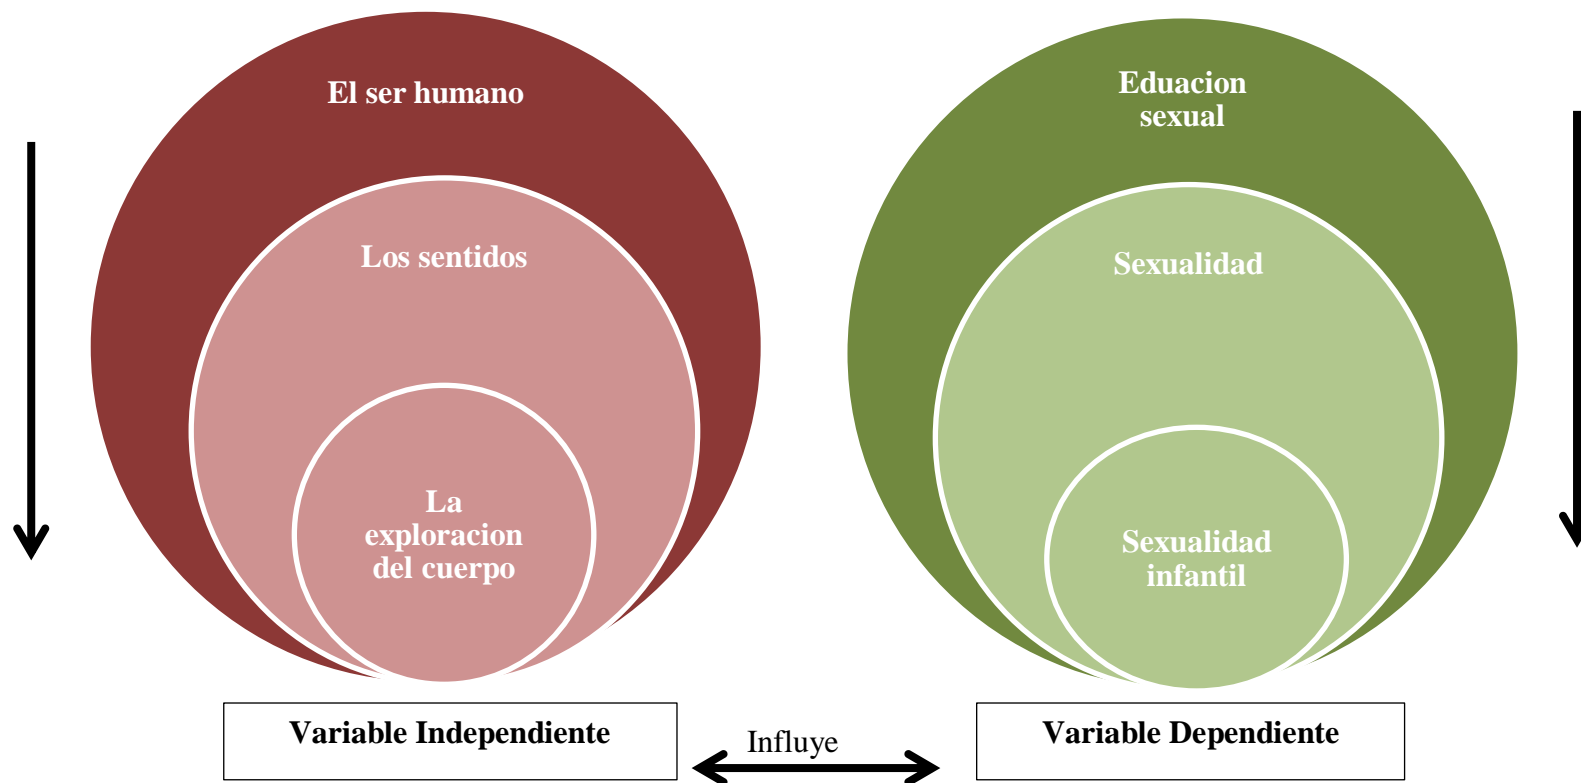 El ser humano
Los sentidos
La
exploracion
del cuerpo
Eduacion
sexual
Sexualidad
Sexualidad
infantil
Variable Independiente
Influye
Variable Dependiente